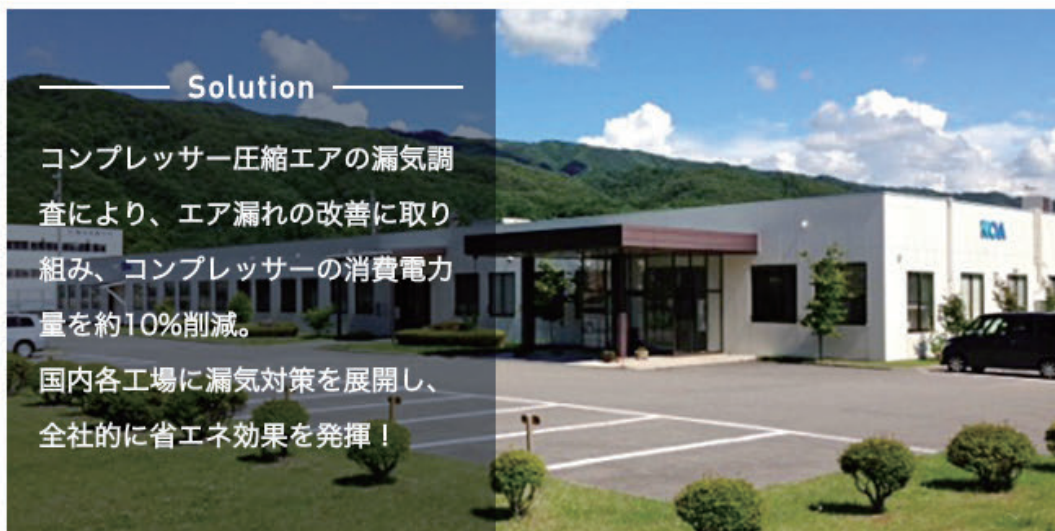 Solution
コンプレッサー圧縮エアの漏気調
査により、エア漏れの改善に取り
組み、コンプレッサーの消費電力
量を約10%削減。
国内各工場に漏気対策を展開し、
全社的に省エネ効果を発揮！
KOA